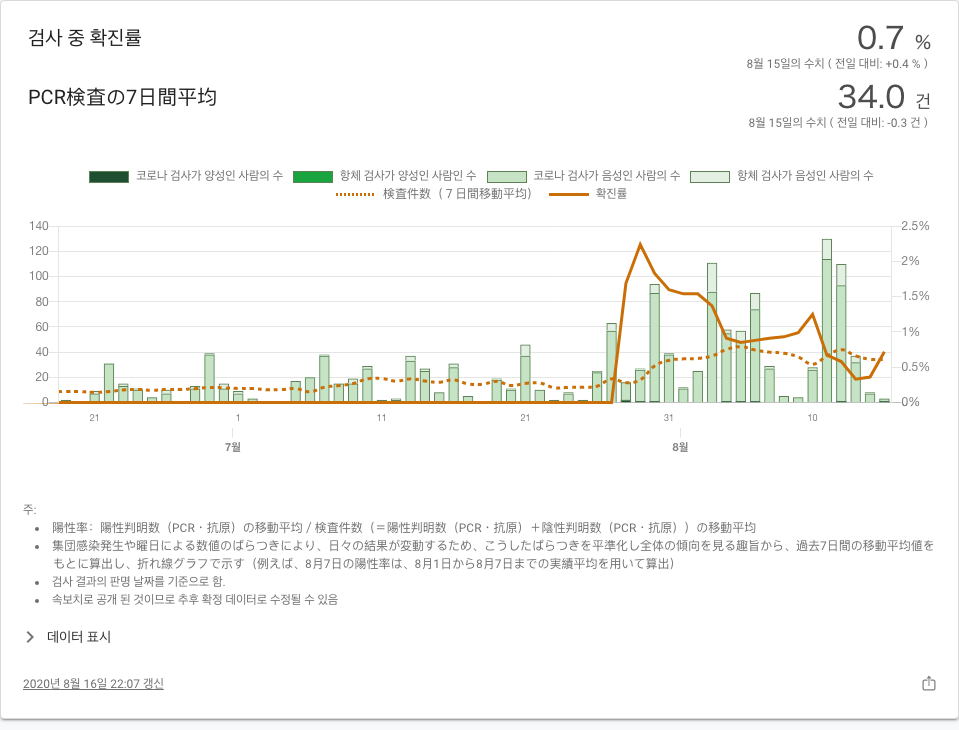 검사 중 확진률
0.7 %
8월 15일의 수치 ( 전일 대비: +0.4 % )
PCR検査の7日間平均
34.0 건
8월 15일의 수치 ( 전일 대비: -0.3 건 )
코로나 검사가 양성인 사람의 수 항체 검사가 양성인 사람인 수 코로나 검사가 음성인 사람의 수 항체 검사가 음성인 사람의 수
検査件数（７日間移動平均） 확진률
140 2.5%
120 2%
100
80 1.5%
60 1%
40 0.5%
20
0 0%
21 1 11 21 31 10
7월 8월
주:
• 陽性率：陽性判明数（PCR・抗原）の移動平均 / 検査件数（＝陽性判明数（PCR・抗原）＋陰性判明数（PCR・抗原））の移動平均
• 集団感染発生や曜日による数値のばらつきにより、日々の結果が変動するため、こうしたばらつきを平準化し全体の傾向を見る趣旨から、過去7日間の移動平均値を
もとに算出し、折れ線グラフで示す（例えば、8月7日の陽性率は、8月1日から8月7日までの実績平均を用いて算出）
• 검사 결과의 판명 날짜를 기준으로 함.
• 속보치로 공개 된 것이므로 추후 확정 데이터로 수정될 수 있음
데이터 표시
2020년 8월 16일 22:07 갱신